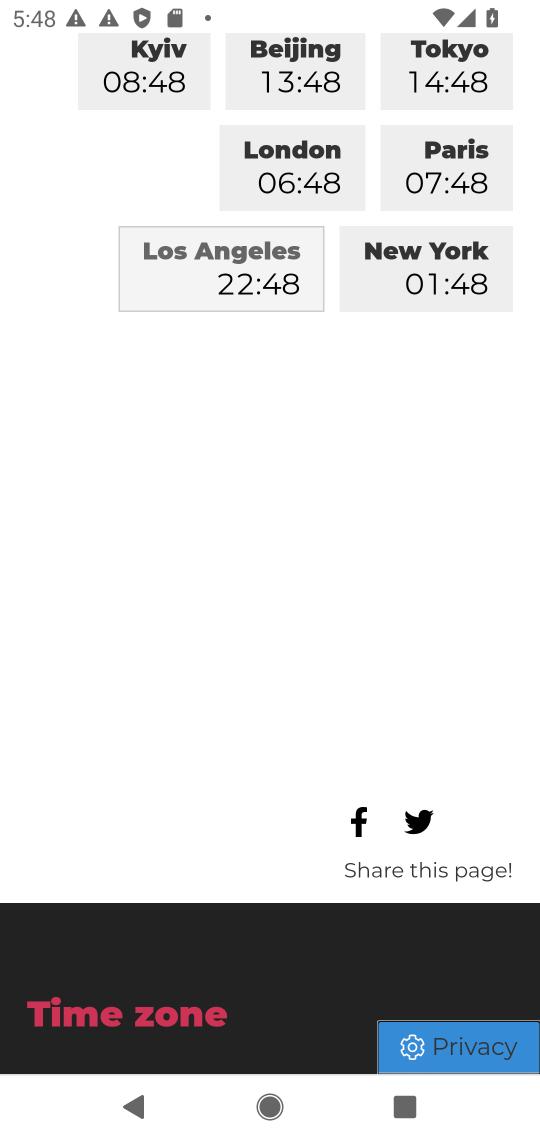 5:48
Kyiv Beijing Tokyo
08:48 13:48 14:48
London Paris
06:48 07:48
Los Angeles New York
22:48 01:48
Share this page!
Time zone
Privacy